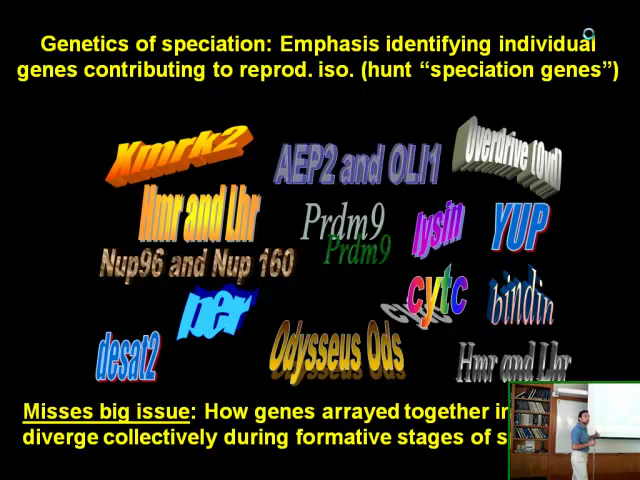 Genetics of speciation: Emphasis identifying individual
genes contributing to reprod. iso. (hunt “speciation genes”)
Xmrk2
AEP2 and OLI1
Overdrive (Ovd)
Hmr and Lhr
Prdm9
lysin
YUP
Prdm9
Nup96 and Nup 160
cytc
bindin
per
desat2
Odysseus Ods
Hmr and Lhr
Misses big issue: How genes arrayed together in
diverge collectively during formative stages of s